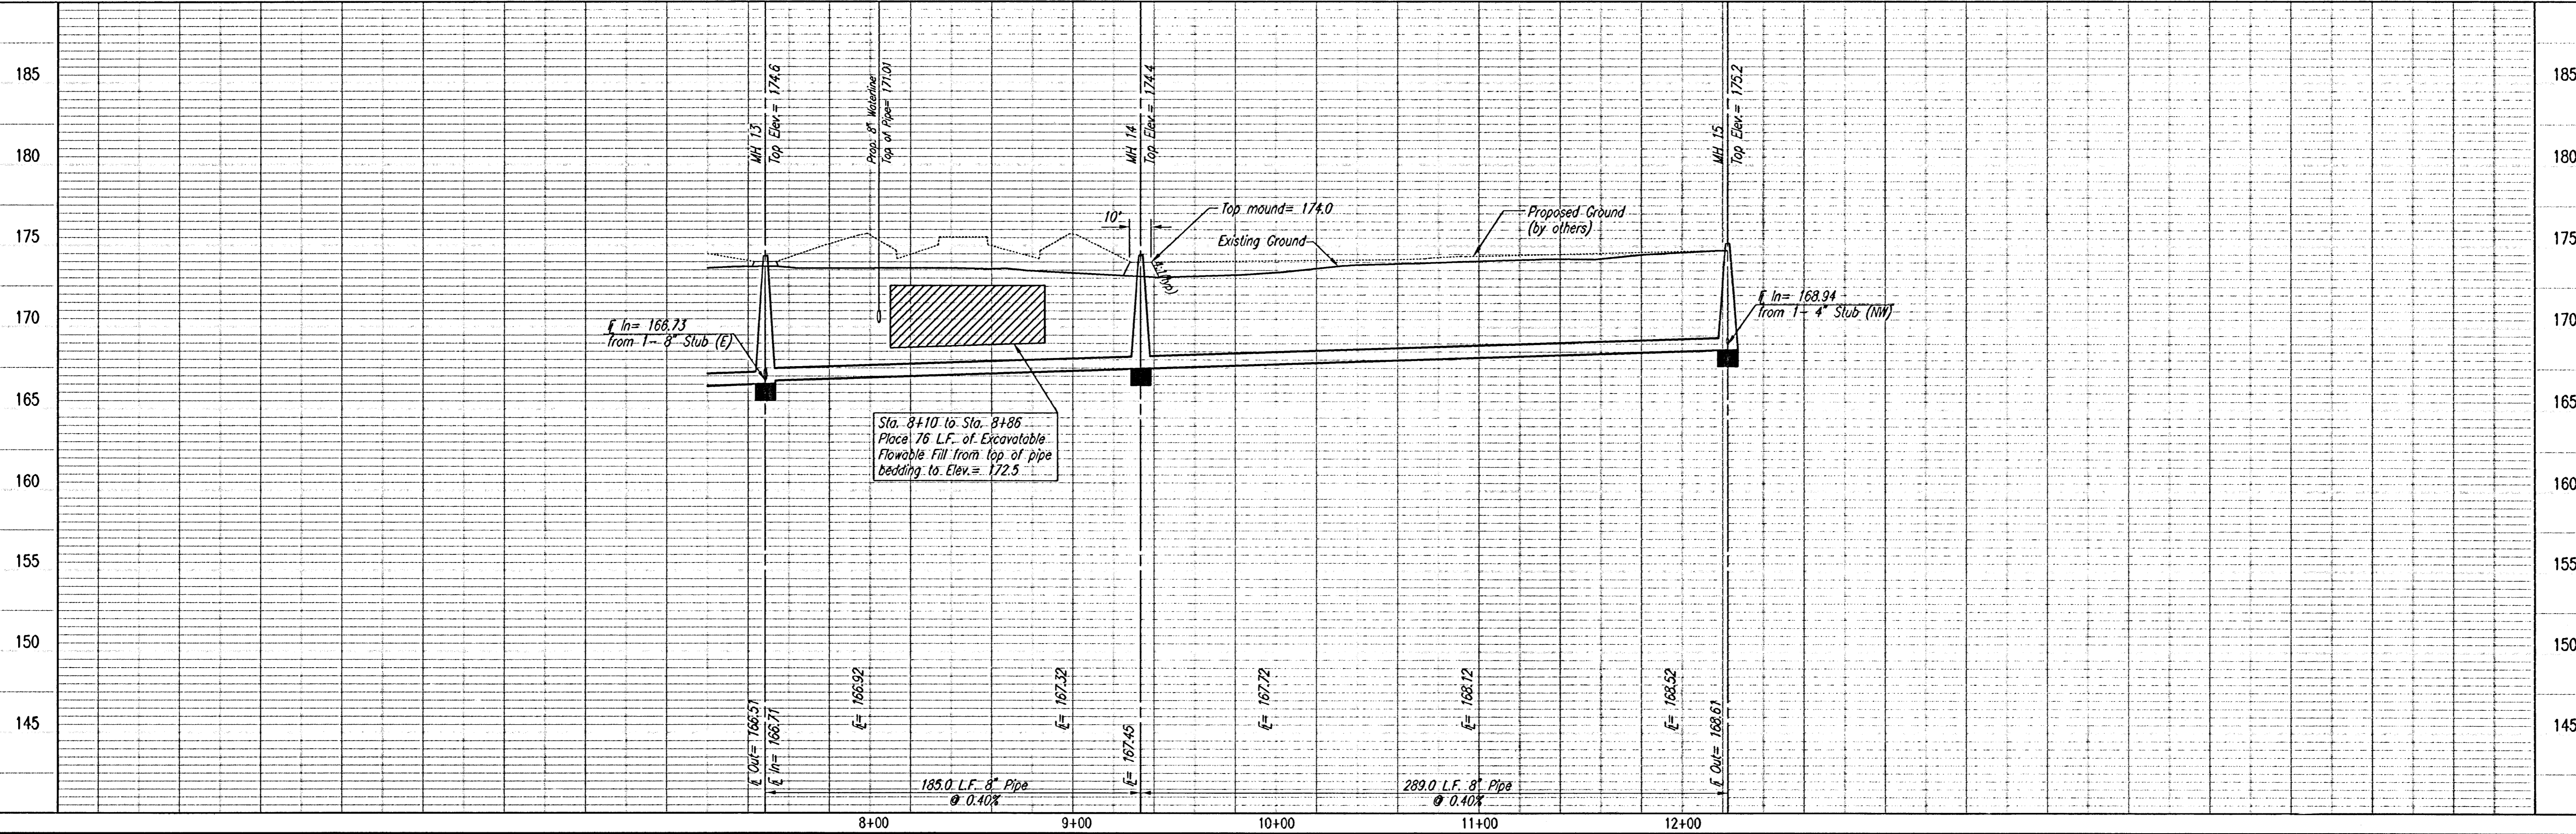 185
180
175
170
165
160
155
150
145
185
180
175
170
165
160
155
150
145
MH 13
Top Elev.= 174.6
Prop. 8" Waterline
Top of Pipe= 171.01
MH 14
Top Elev.= 174.4
MH 15
Top Elev.= 175.2
10'
Top mound= 174.0
Existing Ground
Proposed Ground
(by others)
4:1(typ)
℄ In= 166.73
from 1- 8" Stub (E)
℄ In= 168.94
from 1- 4" Stub (NW)
Sta. 8+10 to Sta. 8+86
Place 76 L.F. of Excavatable
Flowable Fill from top of pipe
bedding to Elev.= 172.5
℄ Out= 166.51
℄ In= 166.71
℄= 166.92
℄= 167.32
℄= 167.45
℄= 167.72
℄= 168.12
℄= 168.52
℄ Out= 168.61
185.0 L.F. 8" Pipe
@ 0.40%
289.0 L.F. 8" Pipe
@ 0.40%
8+00
9+00
10+00
11+00
12+00